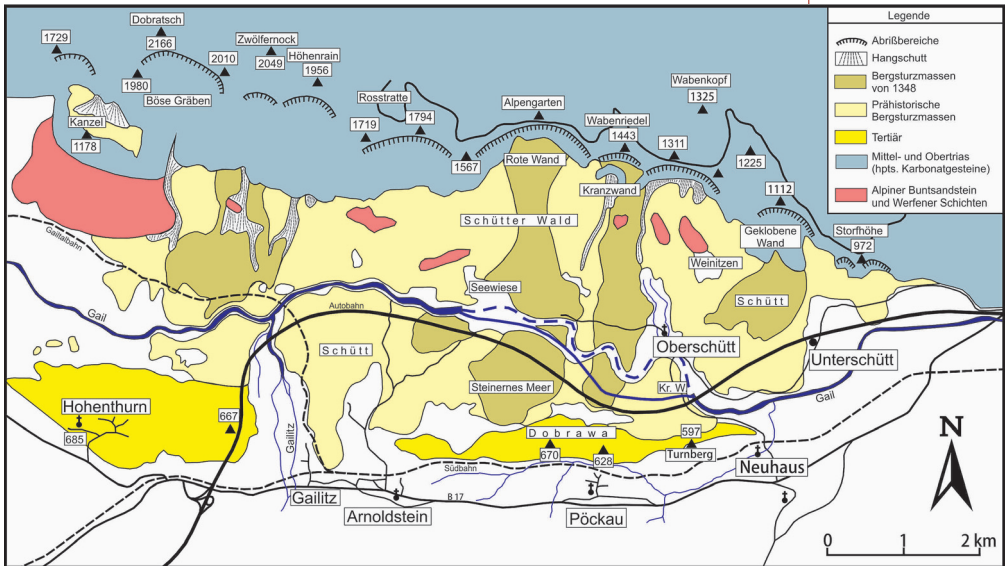 Legende
Abrißbereiche
Hangschutt
Bergsturzmassen
von 1348
Prähistorische
Bergsturzmassen
Tertiär
Mittel- und Obertrias
(hpts. Karbonatgesteine)
Alpiner Buntsandstein
und Werfener Schichten
1729
Dobratsch
2166
1980
Böse Gräben
2010
Zwölfernock
2049
Höhenrain
1956
Kanzel
1178
Rosstratte
1719
1794
1567
Alpengarten
Rote Wand
Wabenriedel
1443
Kranzwand
1311
Wabenkopf
1325
1225
1112
Geklobene
Wand
Storfhöhe
972
Schütter Wald
Weinitzen
Schütt
Gailtalbahn
Gail
Seewiese
Autobahn
Schütt
Oberschütt
Unterschütt
Steinernes Meer
Kr. W
Gail
Hohenthurn
685
667
Gailitz
Dobrawa
670
628
597
Turnberg
Südbahn
Neuhaus
Gailitz
Arnoldstein
B 17
Pöckau
N
0 1 2 km